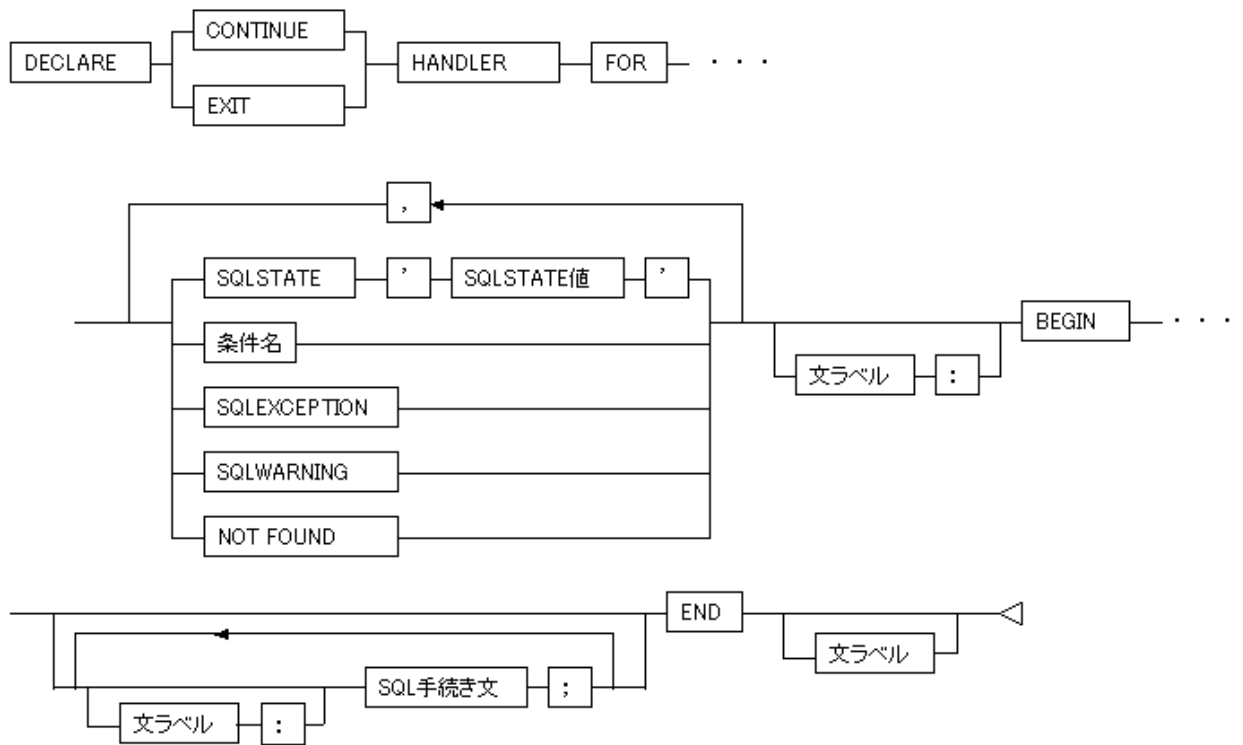 CONTINUE
DECLARE HANDLER FOR ・・・
EXIT
,
SQLSTATE ' SQLSTATE値 '
条件名 BEGIN ・・・
文ラベル :
SQLEXCEPTION
SQLWARNING
NOT FOUND
END
文ラベル
SQL手続き文 ;
文ラベル :